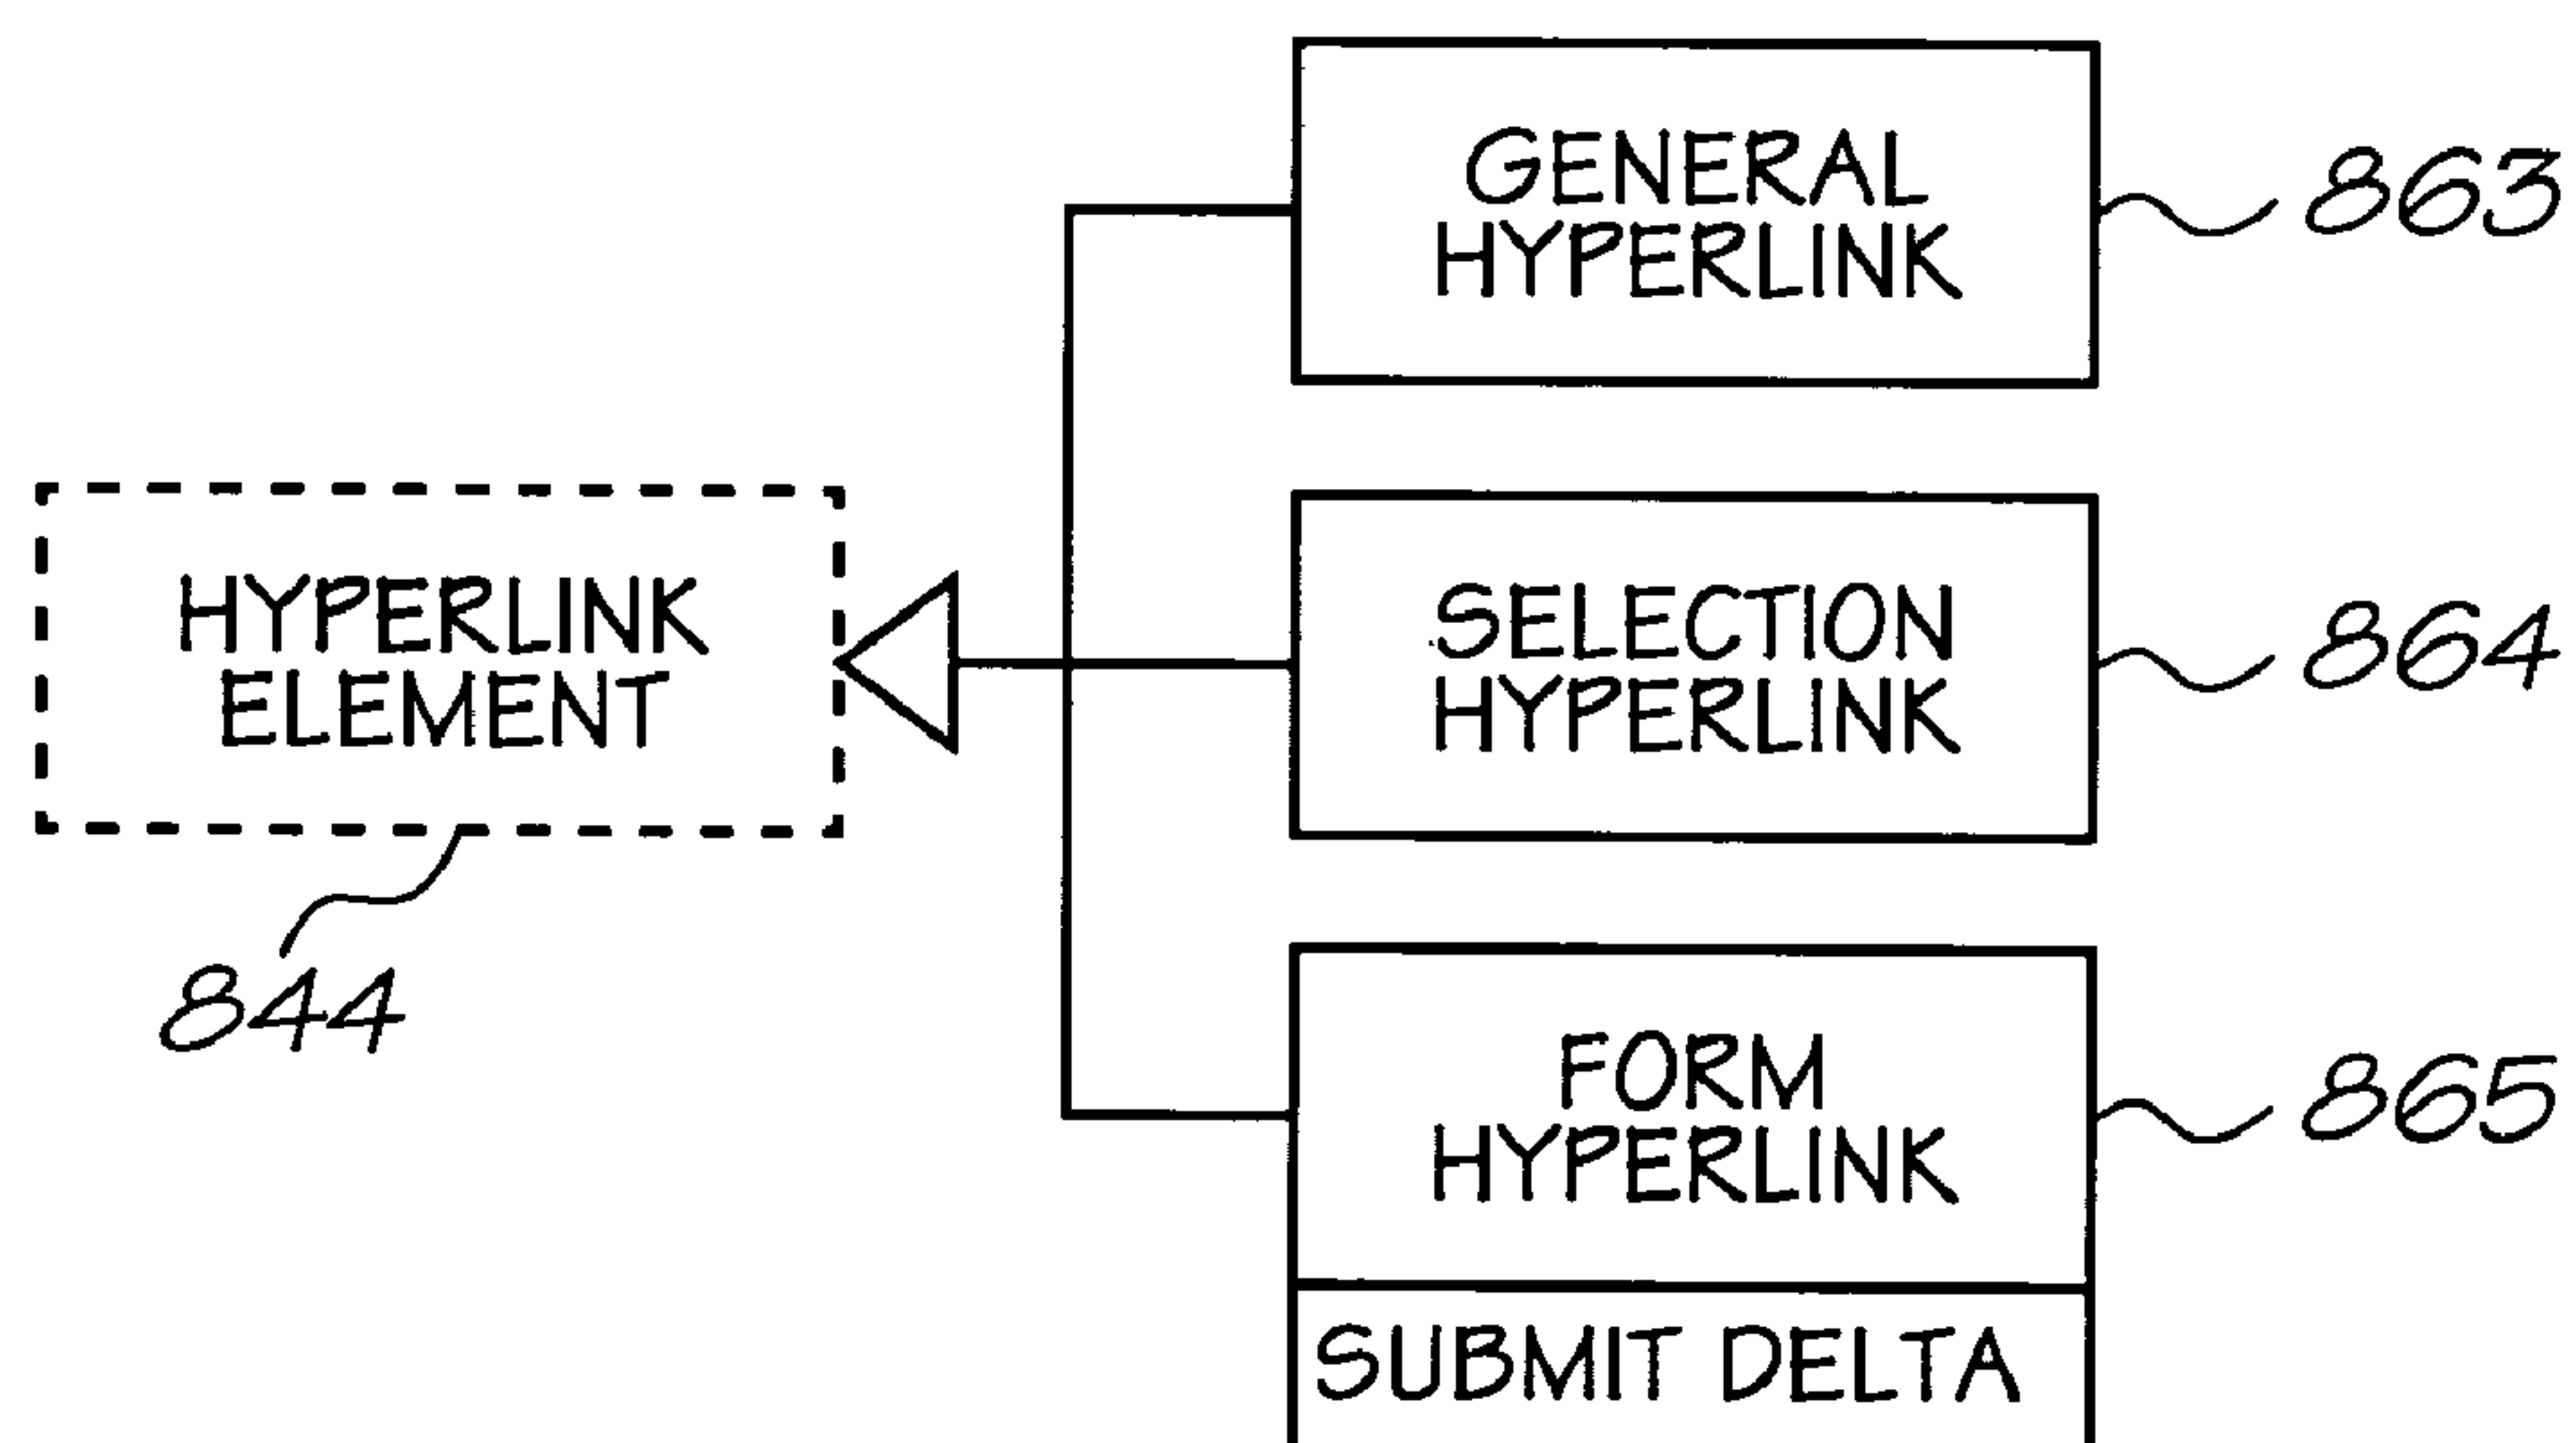 GENERAL
HYPERLINK
863
HYPERLINK
ELEMENT
844
SELECTION
HYPERLINK
864
FORM
HYPERLINK
865
SUBMIT DELTA